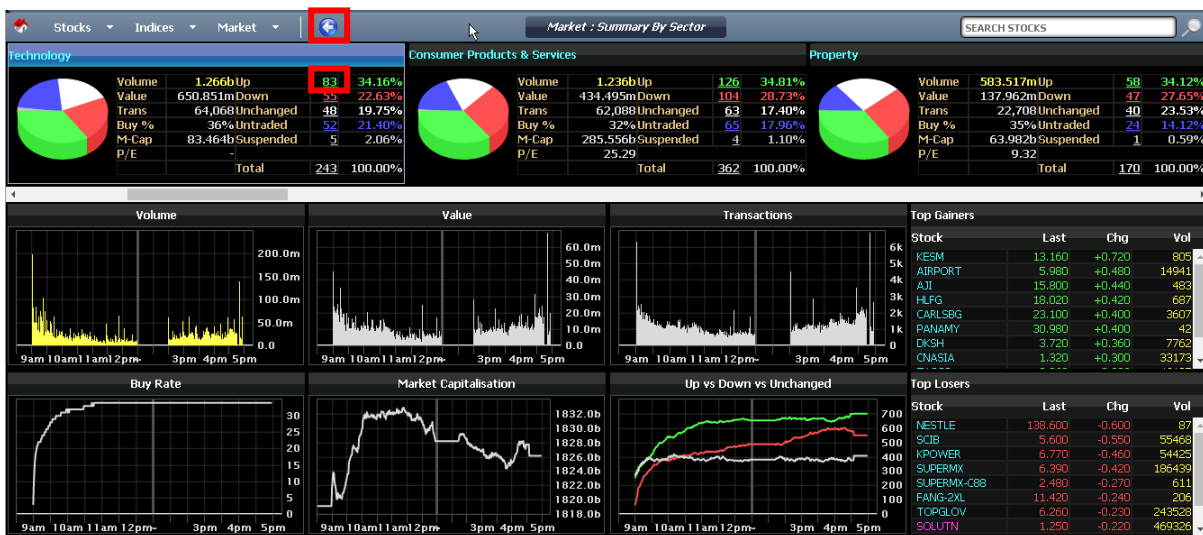 Stocks Indices Market Market : Summary By Sector SEARCH STOCKS
Technology
Volume 1.266b Up 83 34.16%
Value 650.851m Down 55 22.63%
Trans 64,068 Unchanged 48 19.75%
Buy % 36% Untraded 52 21.40%
M-Cap 83.464b Suspended 5 2.06%
P/E -
Total 243 100.00%
Consumer Products & Services
Volume 1.236b Up 126 34.81%
Value 434.495m Down 104 28.73%
Trans 62,088 Unchanged 63 17.40%
Buy % 32% Untraded 65 17.96%
M-Cap 285.556b Suspended 4 1.10%
P/E 25.29
Total 362 100.00%
Property
Volume 583.517m Up 58 34.12%
Value 137.962m Down 47 27.65%
Trans 22,708 Unchanged 40 23.53%
Buy % 35% Untraded 24 14.12%
M-Cap 63.982b Suspended 1 0.59%
P/E 9.32
Total 170 100.00%
Volume
200.0m
150.0m
100.0m
50.0m
0.0
9am 10am 11am 12pm~ 3pm 4pm 5pm
Value
60.0m
50.0m
40.0m
30.0m
20.0m
10.0m
0.0
9am 10am 11am 12pm~ 3pm 4pm 5pm
Transactions
6k
5k
4k
3k
2k
1k
0
9am 10am 11am 12pm~ 3pm 4pm 5pm
Top Gainers
Stock Last Chg Vol
KESM 13.160 +0.720 805
AIRPORT 5.980 +0.480 14941
AJI 15.800 +0.440 483
HLFG 18.020 +0.420 687
CARLSBG 23.100 +0.400 3607
PANAMY 30.980 +0.400 42
DKSH 3.720 +0.360 7762
CNASIA 1.320 +0.300 33173
Buy Rate
30
25
20
15
10
5
0
9am 10am 11am 12pm~ 3pm 4pm 5pm
Market Capitalisation
1832.0b
1830.0b
1828.0b
1826.0b
1824.0b
1822.0b
1820.0b
1818.0b
9am 10am 11am 12pm~ 3pm 4pm 5pm
Up vs Down vs Unchanged
700
600
500
400
300
200
100
0
9am 10am 11am 12pm~ 3pm 4pm 5pm
Top Losers
Stock Last Chg Vol
NESTLE 138.600 -0.600 87
SCIB 5.600 -0.550 55468
KPOWER 6.770 -0.460 54425
SUPERMX 6.390 -0.420 186439
SUPERMX-C88 2.480 -0.270 611
FANG-2XL 11.420 -0.240 206
TOPGLOV 6.260 -0.230 243528
SOLUTN 1.250 -0.220 469326